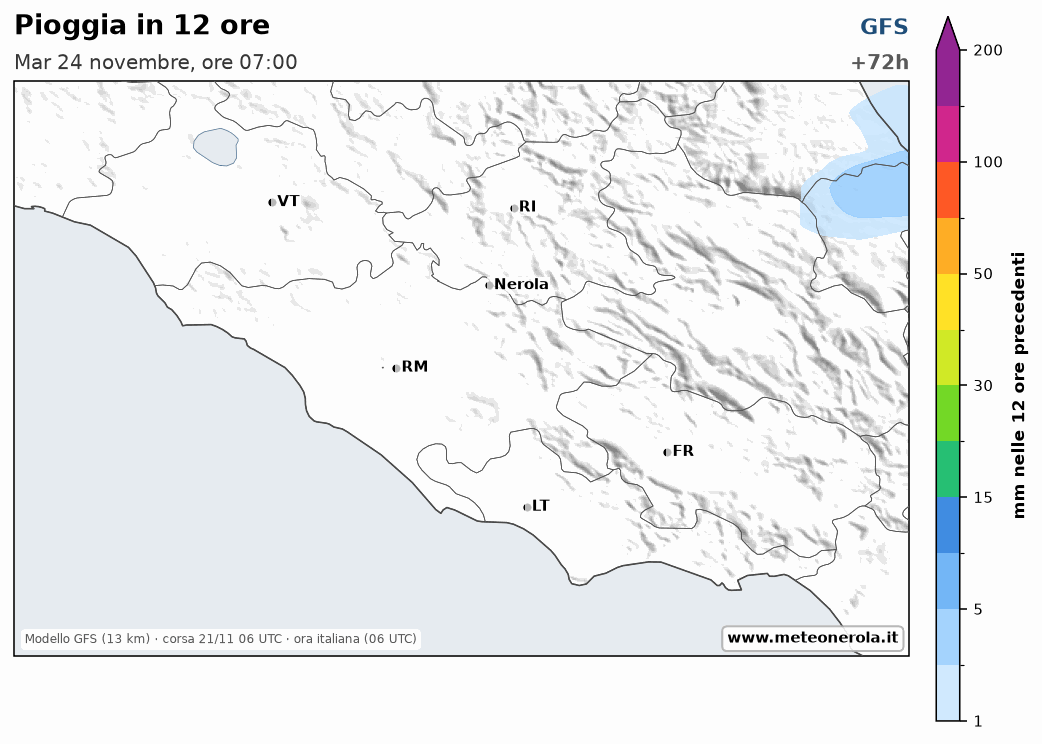 Pioggia in 12 ore
GFS
Mar 24 novembre, ore 07:00
+72h
VT
RI
Nerola
RM
FR
LT
Modello GFS (13 km) · corsa 21/11 06 UTC · ora italiana (06 UTC)
www.meteonerola.it
200
100
50
30
15
5
1
mm nelle 12 ore precedenti